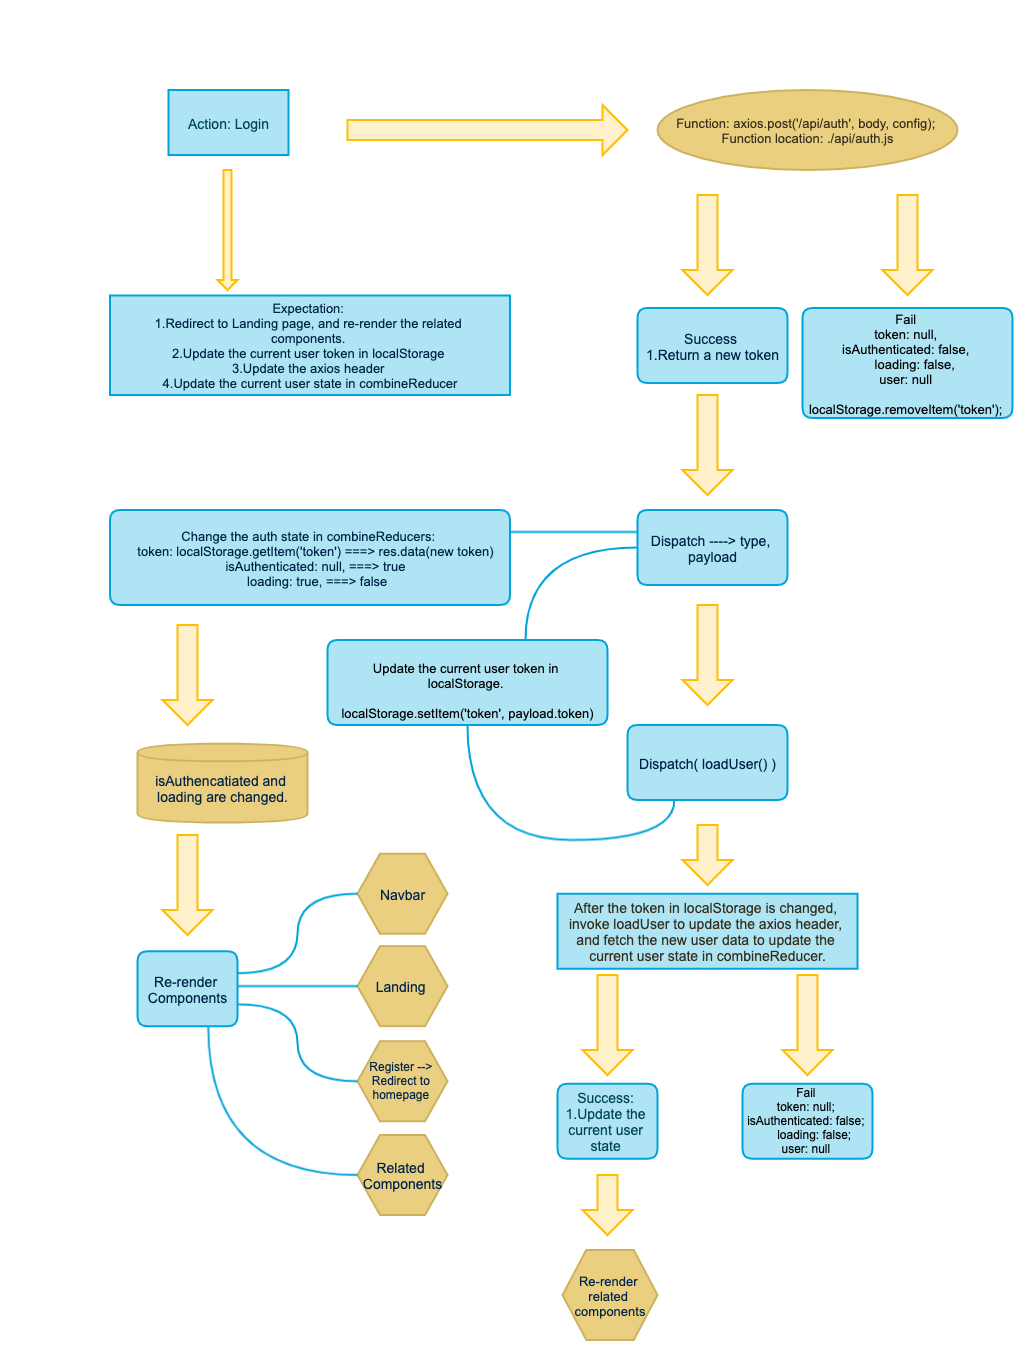 Action: Login
Function: axios.post('/api/auth', body, config);
Function location: ./api/auth.js
Expectation:
1.Redirect to Landing page, and re-render the related
components.
2.Update the current user token in localStorage
3.Update the axios header
4.Update the current user state in combineReducer
Success
1.Return a new token
Fail
token: null,
isAuthenticated: false,
loading: false,
user: null
localStorage.removeItem('token');
Change the auth state in combineReducers:
token: localStorage.getItem('token') ===> res.data(new token)
isAuthenticated: null, ===> true
loading: true, ===> false
Dispatch ----> type,
payload
Update the current user token in
localStorage.
localStorage.setItem('token', payload.token)
Dispatch( loadUser() )
isAuthencatiated and
loading are changed.
After the token in localStorage is changed,
invoke loadUser to update the axios header,
and fetch the new user data to update the
current user state in combineReducer.
Re-render
Components
Navbar
Landing
Register -->
Redirect to
homepage
Related
Components
Success:
1.Update the
current user
state
Fail
token: null;
isAuthenticated: false;
loading: false;
user: null
Re-render
related
components